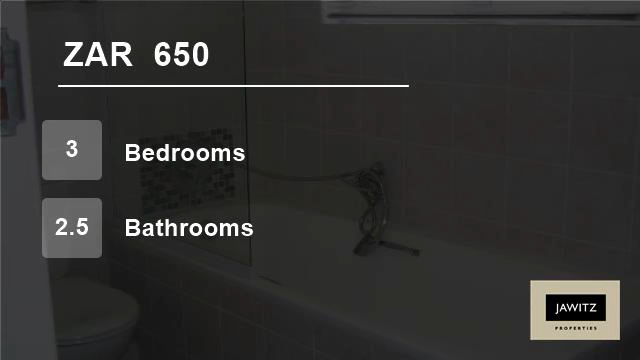 ZAR 650
3
Bedrooms
2.5
Bathrooms
JAWITZ
PROPERTIES